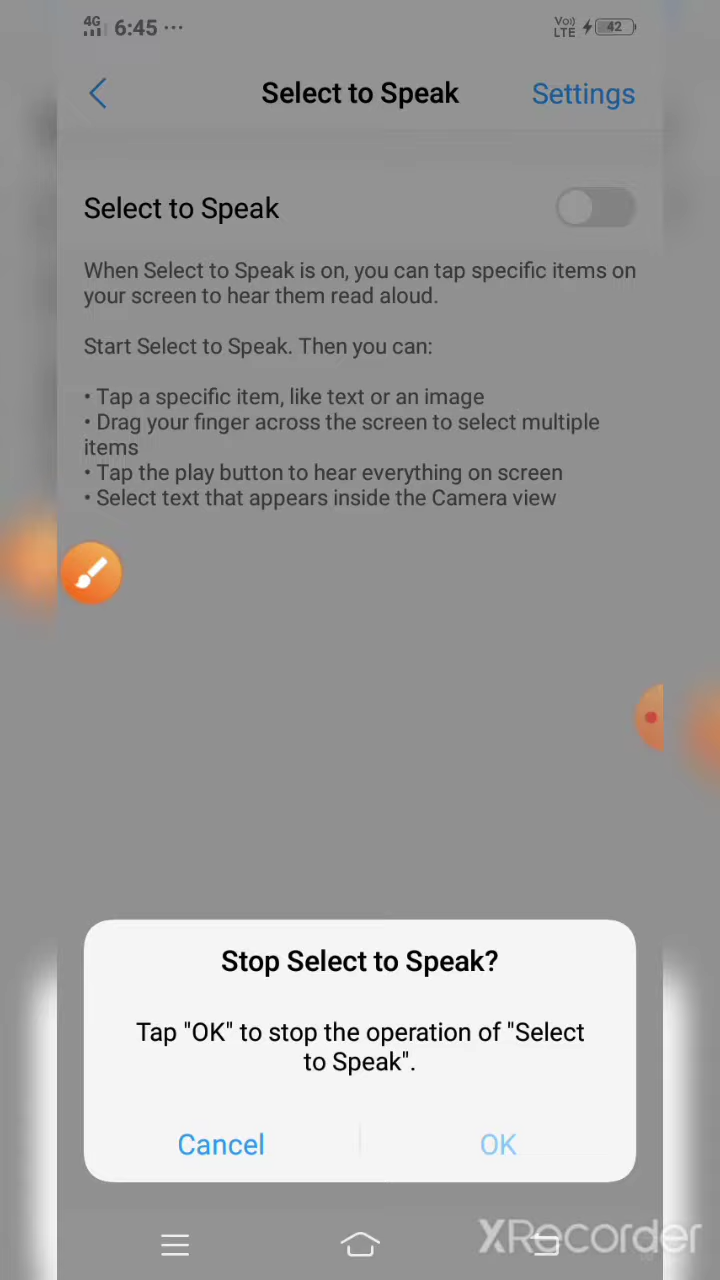 4G 6:45 ··· Vo) LTE 42
Select to Speak Settings
Select to Speak
When Select to Speak is on, you can tap specific items on
your screen to hear them read aloud.
Start Select to Speak. Then you can:
• Tap a specific item, like text or an image
• Drag your finger across the screen to select multiple
items
• Tap the play button to hear everything on screen
• Select text that appears inside the Camera view
Stop Select to Speak?
Tap "OK" to stop the operation of "Select
to Speak".
Cancel OK
XRecorder